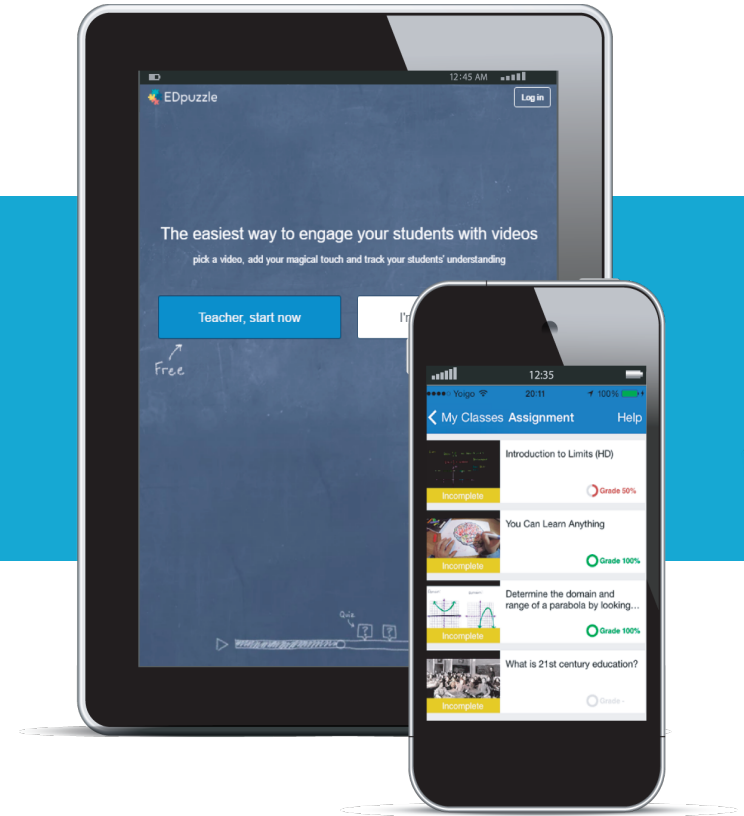 12:45 AM
EDpuzzle
Log in
The easiest way to engage your students with videos
pick a video, add your magical touch and track your students' understanding
Teacher, start now
I'm
Free
Quiz
?
?
12:35
Yoigo
20:11
100%
My Classes
Assignment
Help
Introduction to Limits (HD)
Incomplete
Grade 50%
You Can Learn Anything
Incomplete
Grade 100%
Determine the domain and
range of a parabola by looking...
Incomplete
Grade 100%
What is 21st century education?
Incomplete
Grade -